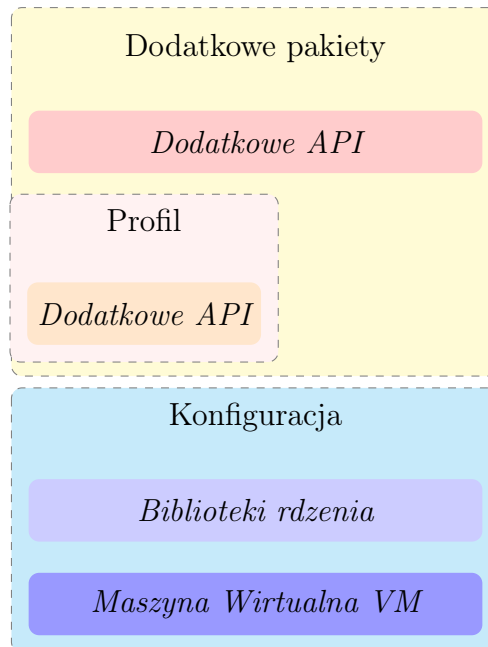 Dodatkowe pakiety
Dodatkowe API
Profil
Dodatkowe API
Konfiguracja
Biblioteki rdzenia
Maszyna Wirtualna VM